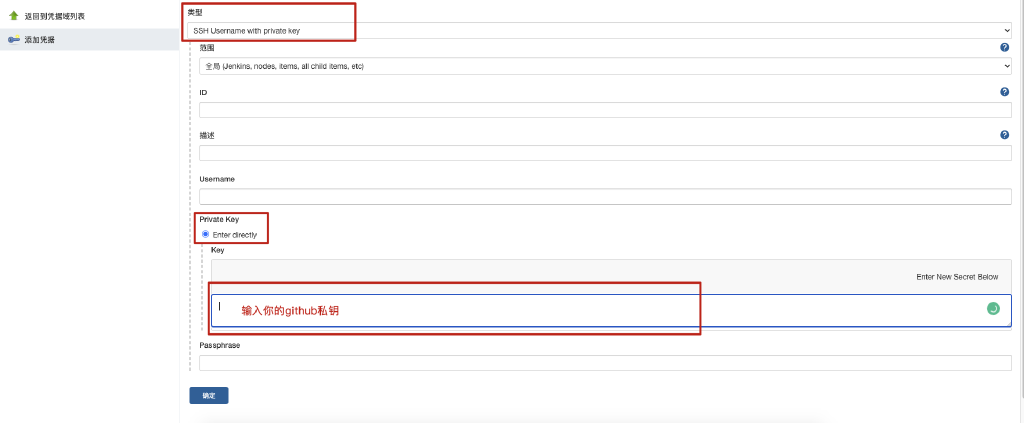 返回到凭据域列表
添加凭据
类型
SSH Username with private key
范围
全局 (Jenkins, nodes, items, all child items, etc)
ID
描述
Username
Private Key
Enter directly
Key
Enter New Secret Below
输入你的github私钥
Passphrase
确定